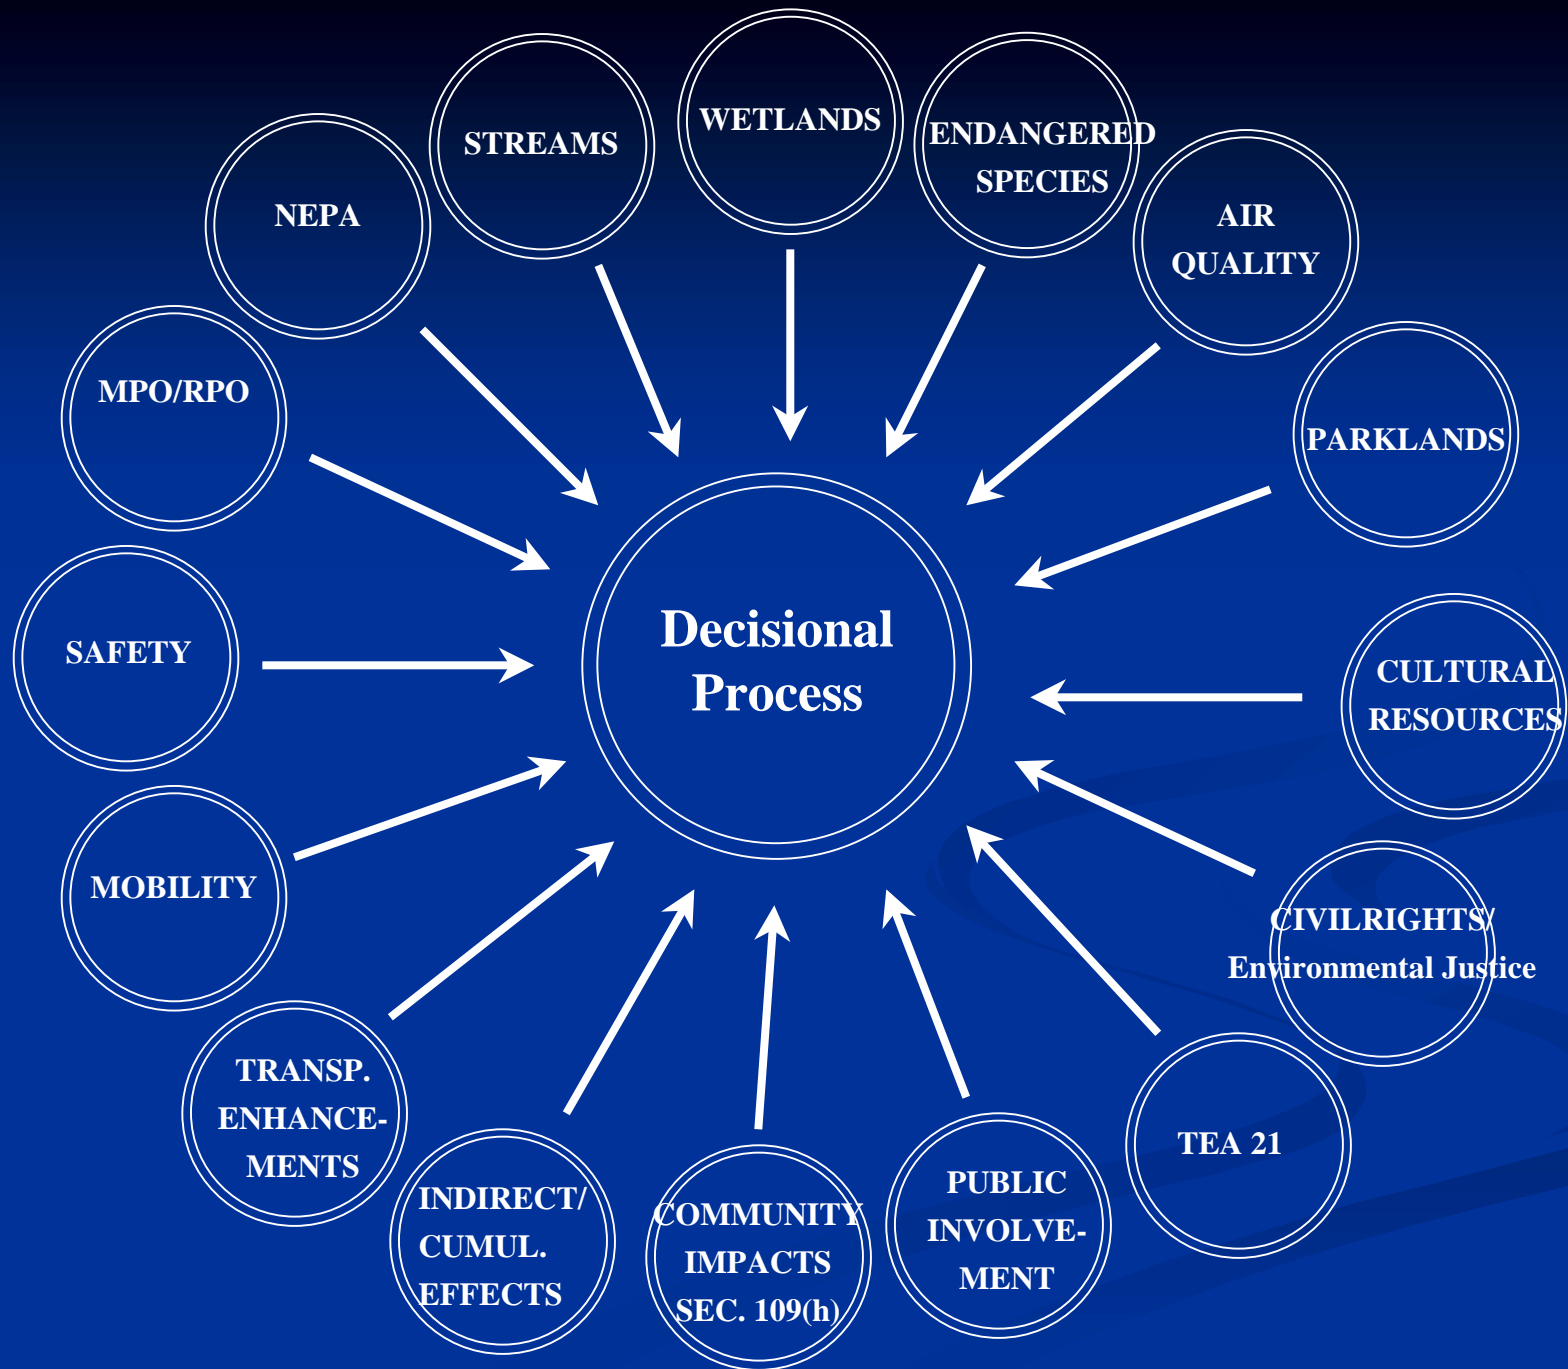 WETLANDS
STREAMS
ENDANGERED
SPECIES
NEPA
AIR
QUALITY
MPO/RPO
PARKLANDS
SAFETY
Decisional
Process
CULTURAL
RESOURCES
MOBILITY
CIVILRIGHTS/
Environmental Justice
TRANSP.
ENHANCE-
MENTS
INDIRECT/
CUMUL.
EFFECTS
COMMUNITY
IMPACTS
SEC. 109(h)
PUBLIC
INVOLVE-
MENT
TEA 21